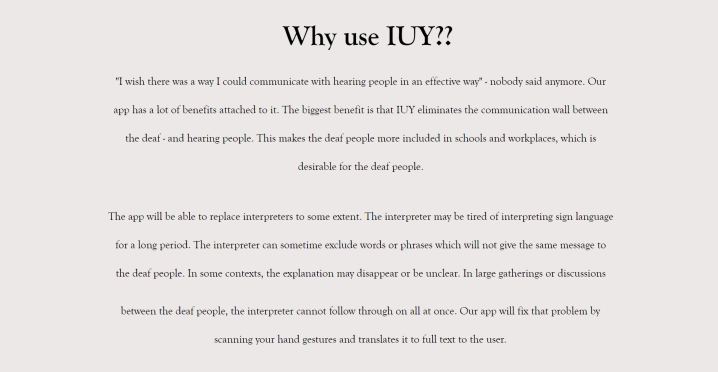 Why use IUY??
"I wish there was a way I could communicate with hearing people in an effective way" - nobody said anymore. Our
app has a lot of benefits attached to it. The biggest benefit is that IUY eliminates the communication wall between
the deaf - and hearing people. This makes the deaf people more included in schools and workplaces, which is
desirable for the deaf people.
The app will be able to replace interpreters to some extent. The interpreter may be tired of interpreting sign language
for a long period. The interpreter can sometime exclude words or phrases which will not give the same message to
the deaf people. In some contexts, the explanation may disappear or be unclear. In large gatherings or discussions
between the deaf people, the interpreter cannot follow through on all at once. Our app will fix that problem by
scanning your hand gestures and translates it to full text to the user.